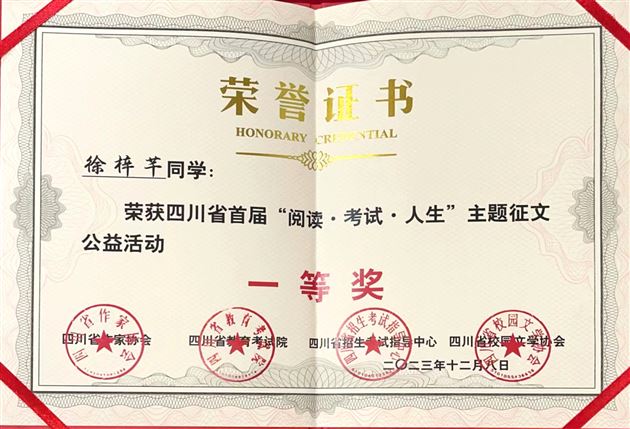 荣誉证书
HONORARY CREDENTIAL
徐梓芊同学：
荣获四川省首届“阅读·考试·人生”主题征文
公益活动
一等奖
四川省作家协会 四川省教育考试院 四川省招生考试指导中心 四川省校园文学协会
二〇二三年十二月八日